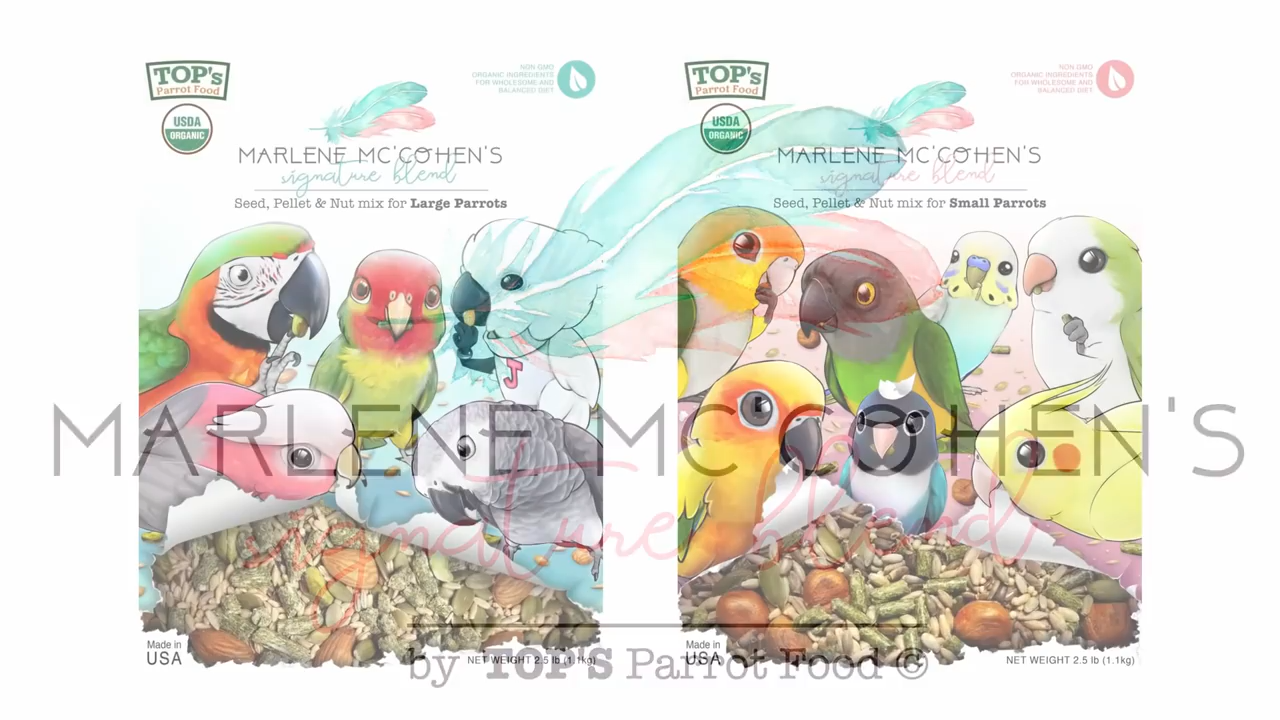 TOP's
Parrot Food
USDA
ORGANIC
NON-GMO
ORGANIC INGREDIENTS
FOR WHOLESOME AND
BALANCED DIET
MARLENE MC'COHEN'S
signature blend
Seed, Pellet & Nut mix for Large Parrots
J
Made in
USA
NET WEIGHT 2.5 lb (1.1kg)
TOP's
Parrot Food
USDA
ORGANIC
NON-GMO
ORGANIC INGREDIENTS
FOR WHOLESOME AND
BALANCED DIET
MARLENE MC'COHEN'S
signature blend
Seed, Pellet & Nut mix for Small Parrots
Made in
USA
NET WEIGHT 2.5 lb (1.1kg)
MARLENE MC'COHEN'S
signature blend
by TOP'S Parrot Food ©